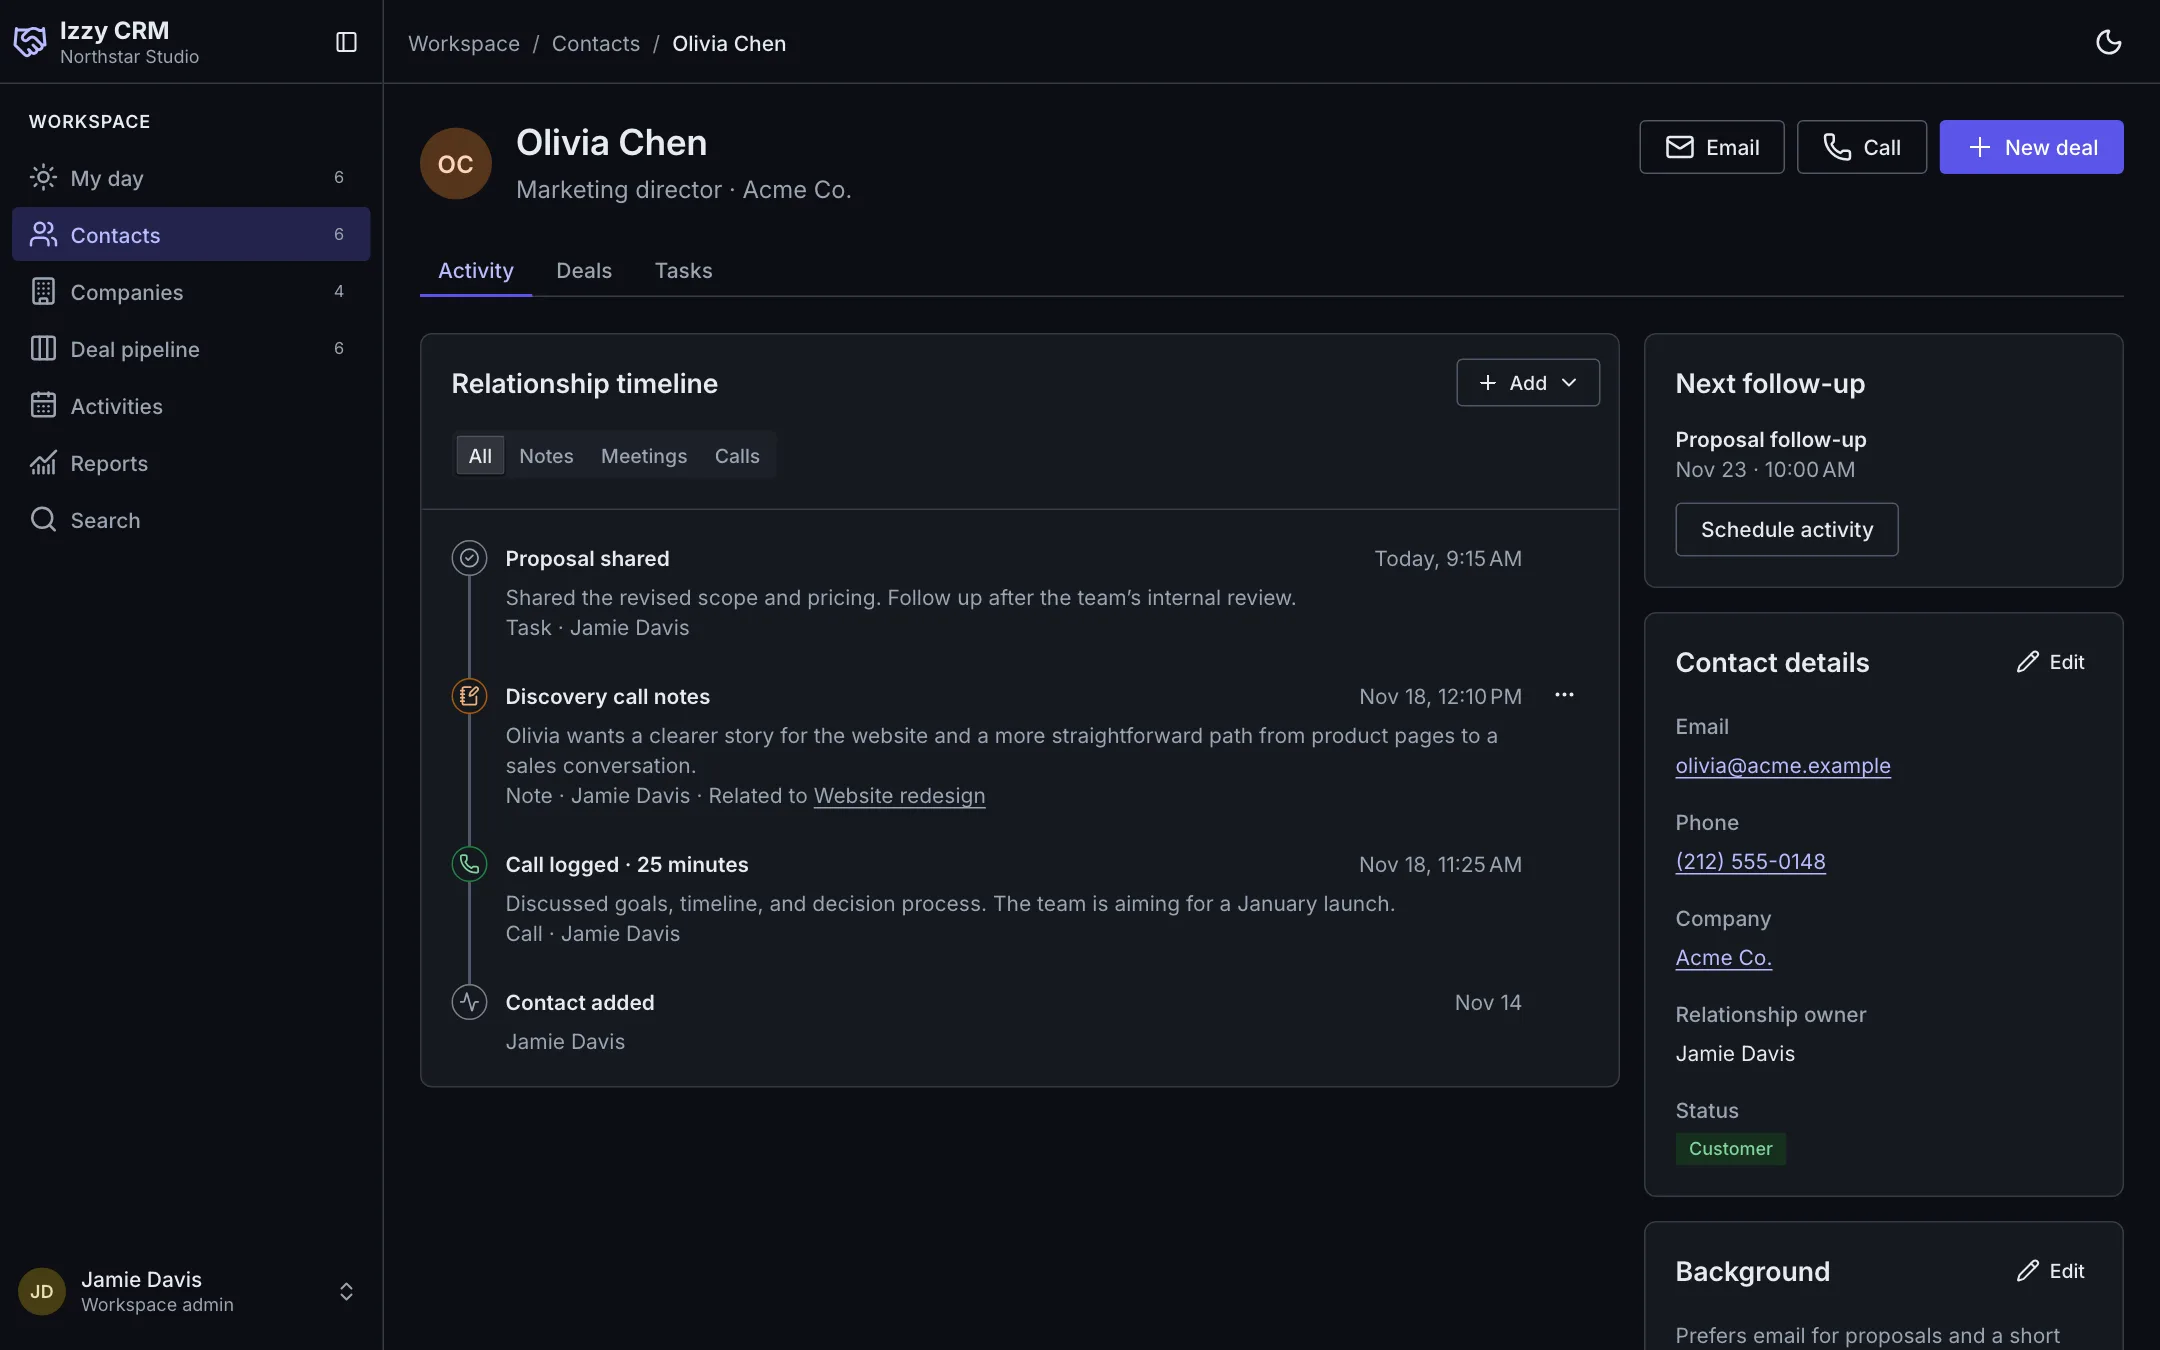 Izzy CRM
Northstar Studio
WORKSPACE
My day 6
Contacts 6
Companies 4
Deal pipeline 6
Activities
Reports
Search
JD
Jamie Davis
Workspace admin
Workspace / Contacts / Olivia Chen
OC
Olivia Chen
Marketing director · Acme Co.
Email
Call
New deal
Activity
Deals
Tasks
Relationship timeline
Add
All
Notes
Meetings
Calls
Proposal shared
Today, 9:15 AM
Shared the revised scope and pricing. Follow up after the team’s internal review.
Task · Jamie Davis
Discovery call notes
Nov 18, 12:10 PM
Olivia wants a clearer story for the website and a more straightforward path from product pages to a
sales conversation.
Note · Jamie Davis · Related to Website redesign
Call logged · 25 minutes
Nov 18, 11:25 AM
Discussed goals, timeline, and decision process. The team is aiming for a January launch.
Call · Jamie Davis
Contact added
Nov 14
Jamie Davis
Next follow-up
Proposal follow-up
Nov 23 · 10:00 AM
Schedule activity
Contact details
Edit
Email
olivia@acme.example
Phone
(212) 555-0148
Company
Acme Co.
Relationship owner
Jamie Davis
Status
Customer
Background
Edit
Prefers email for proposals and a short